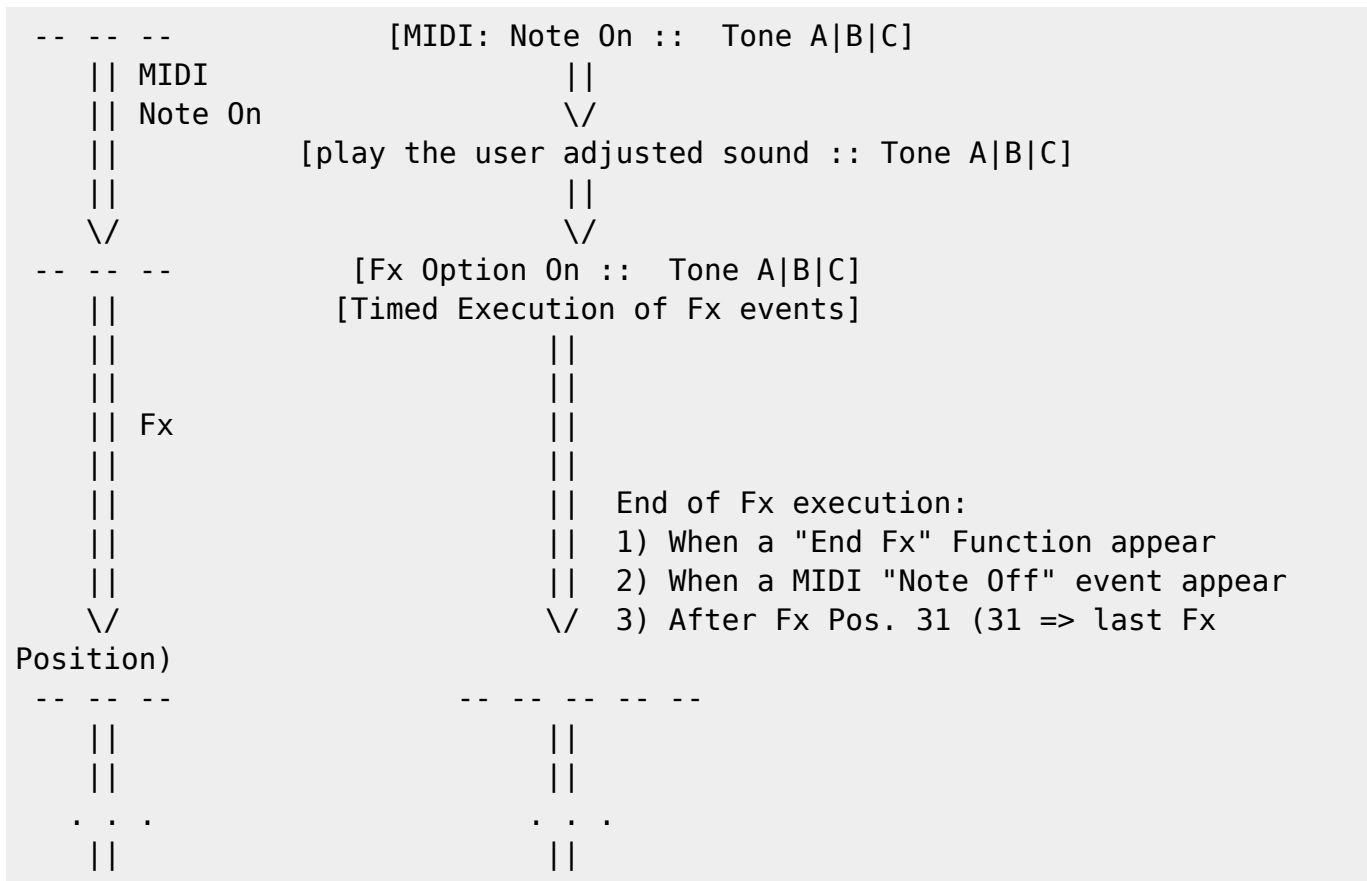 -- -- --            [MIDI: Note On ::  Tone A|B|C]
   || MIDI                     ||
   || Note On                  \/
   ||           [play the user adjusted sound :: Tone A|B|C]
   ||                          ||
   \/                          \/
-- -- --          [Fx Option On ::  Tone A|B|C]
   ||            [Timed Execution of Fx events]
   ||                         ||
   ||                         ||
   || Fx                      ||
   ||                         ||
   ||                         ||  End of Fx execution:
   ||                         ||  1) When a "End Fx" Function appear
   ||                         ||  2) When a MIDI "Note Off" event appear
   \/                         \/  3) After Fx Pos. 31 (31 => last Fx
Position)
-- -- --                -- -- -- -- --
   ||                         ||
   ||                         ||
  . . .                      . . .
   ||                         ||